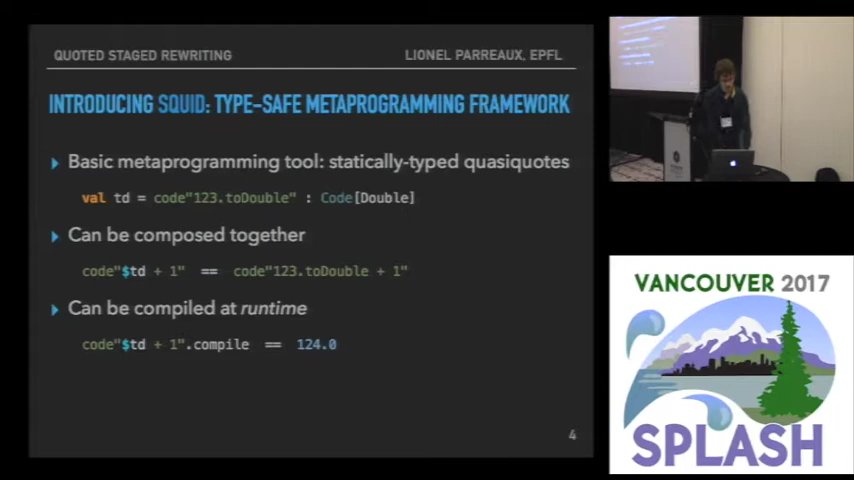 QUOTED STAGED REWRITING
LIONEL PARREAUX, EPFL
INTRODUCING SQUID: TYPE-SAFE METAPROGRAMMING FRAMEWORK
Basic metaprogramming tool: statically-typed quasiquotes
val td = code"123.toDouble" : Code[Double]
Can be composed together
code"$td + 1" == code"123.toDouble + 1"
Can be compiled at runtime
code"$td + 1".compile == 124.0
4
VANCOUVER 2017
SPLASH